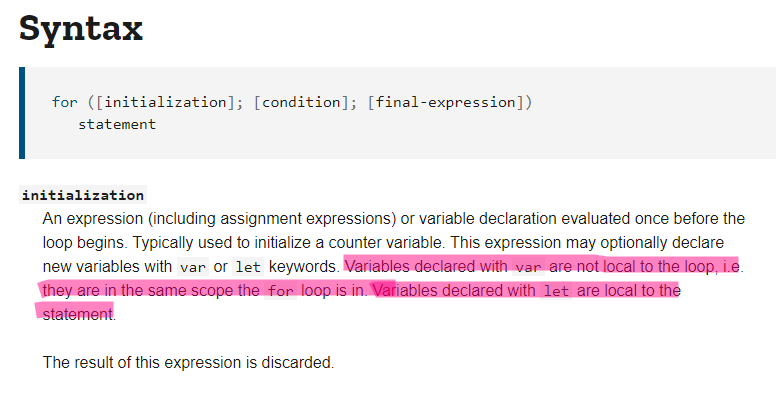 Syntax
for ([initialization]; [condition]; [final-expression])
statement
initialization
An expression (including assignment expressions) or variable declaration evaluated once before the
loop begins. Typically used to initialize a counter variable. This expression may optionally declare
new variables with var or let keywords. Variables declared with var are not local to the loop, i.e.
they are in the same scope the for loop is in. Variables declared with let are local to the
statement.
The result of this expression is discarded.